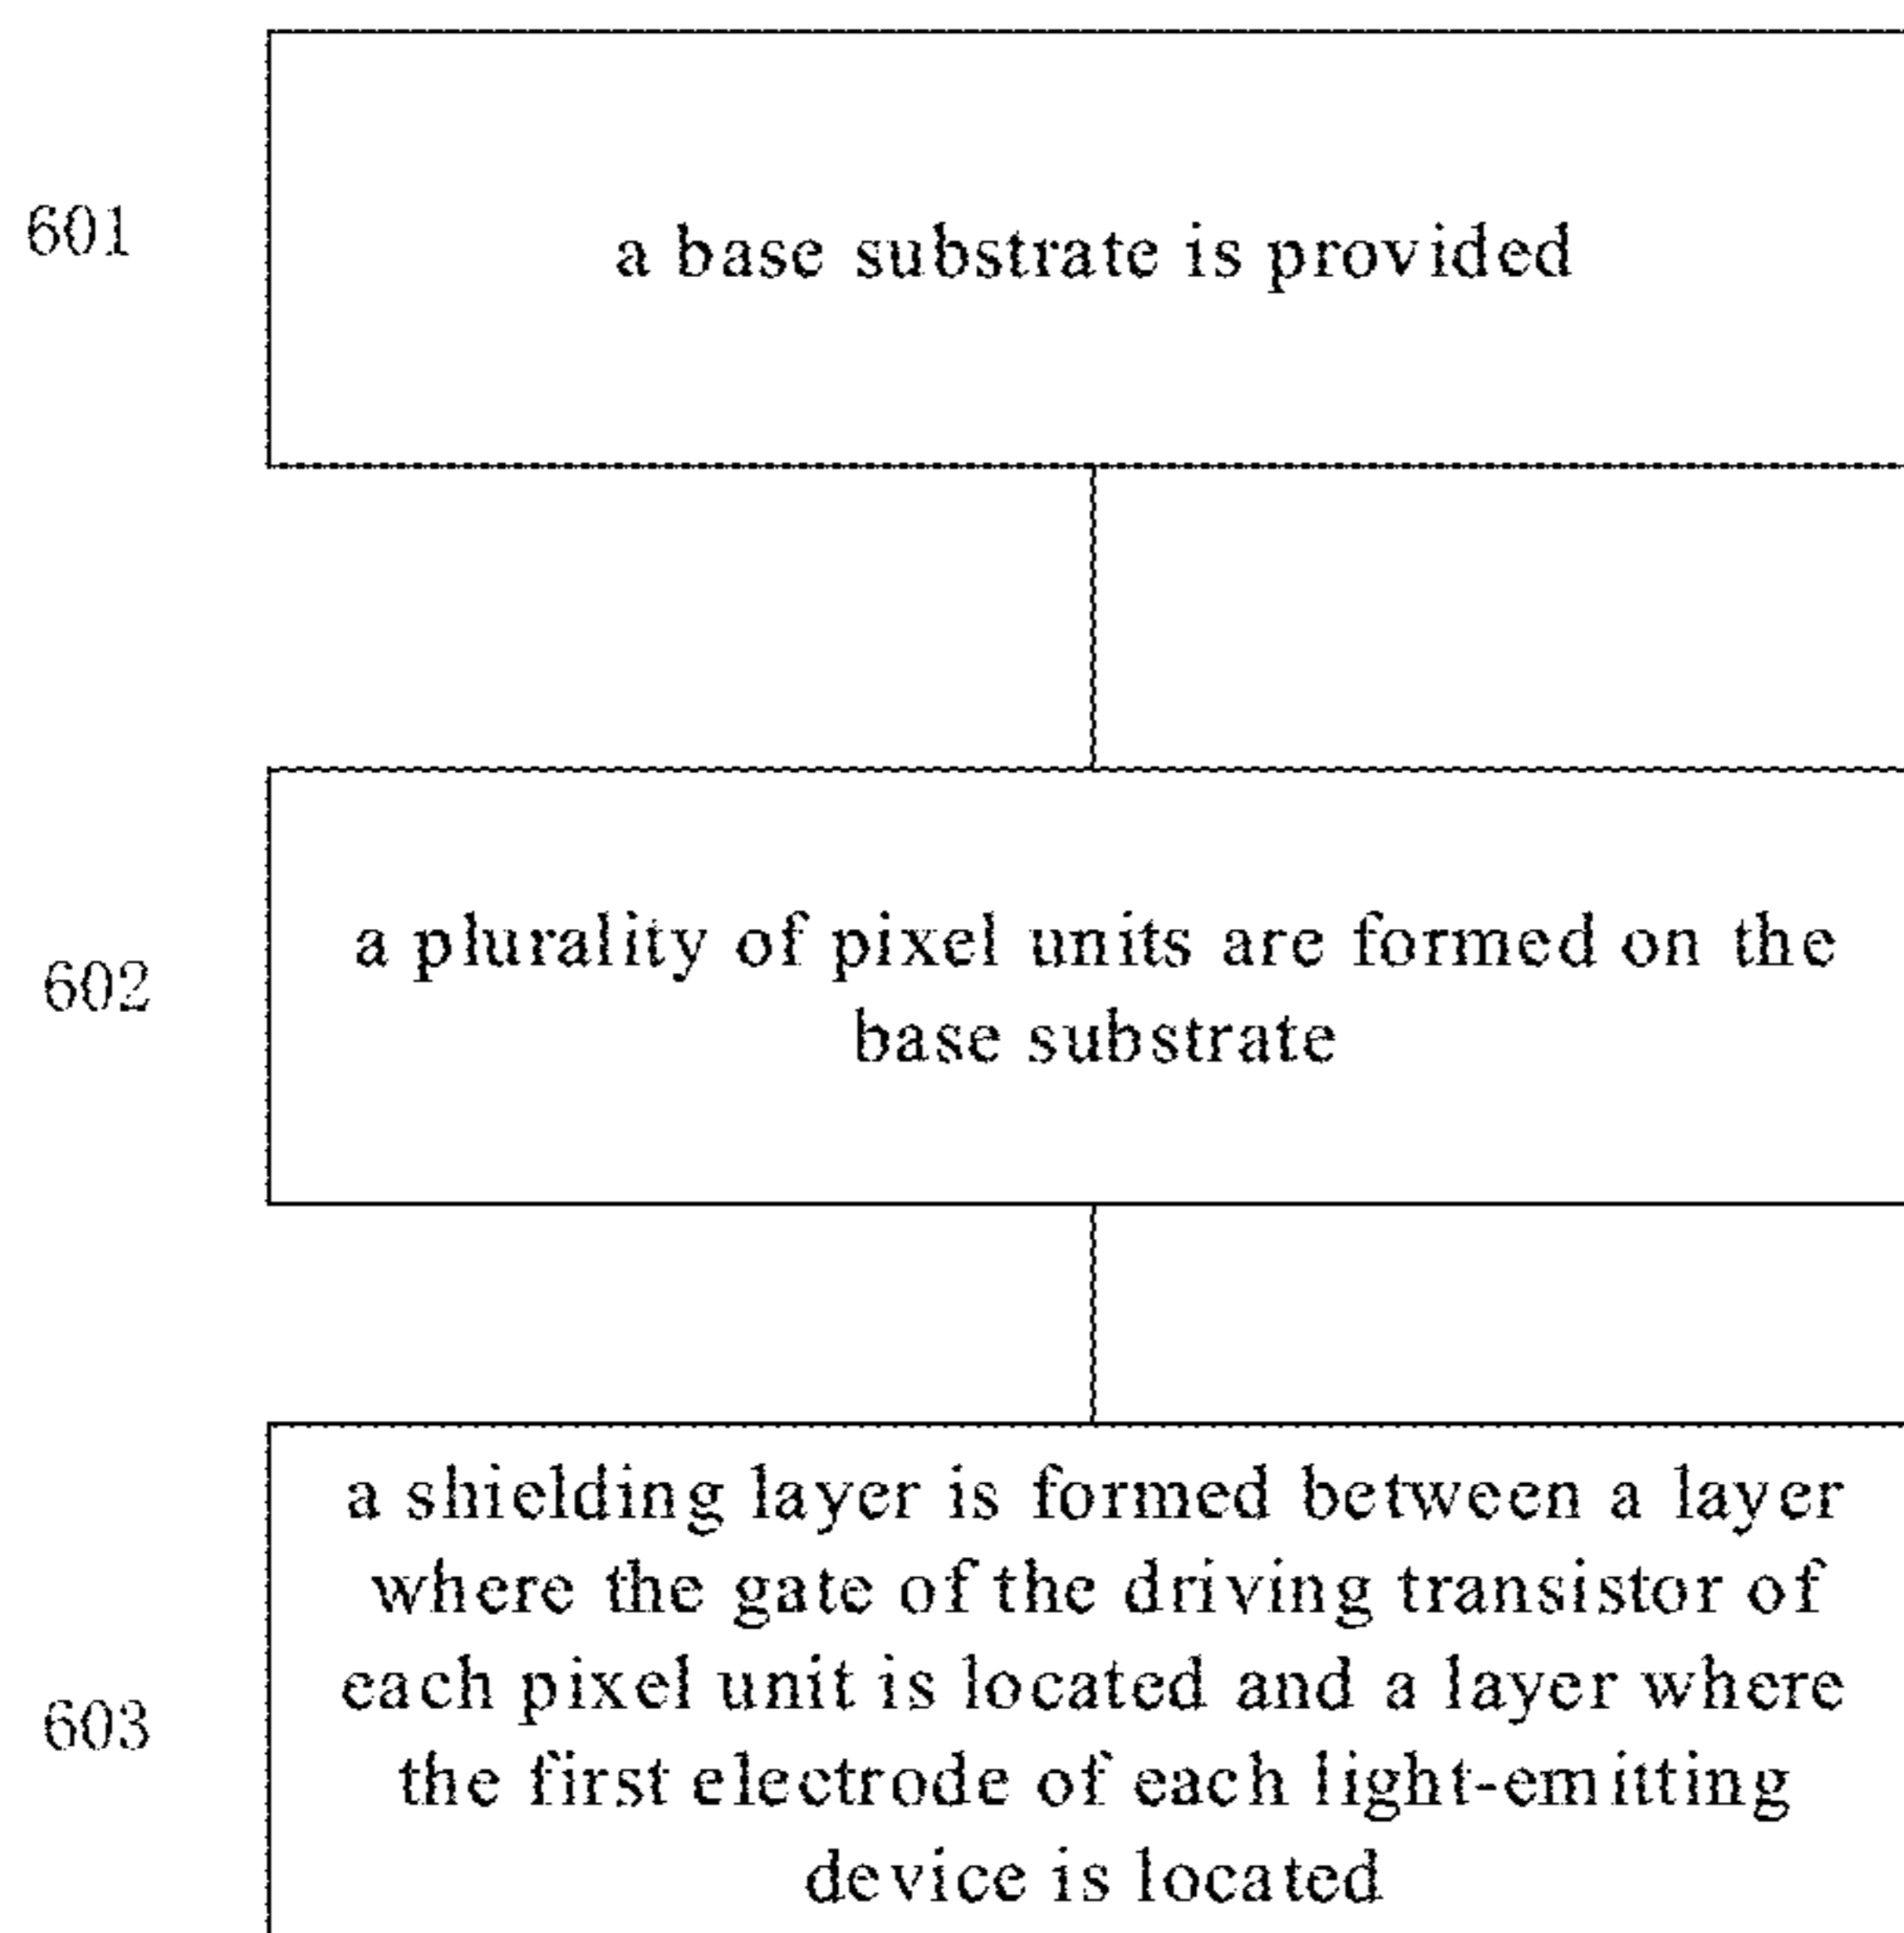 601
a base substrate is provided
602
a plurality of pixel units are formed on the
base substrate
603
a shielding layer is formed between a layer
where the gate of the driving transistor of
each pixel unit is located and a layer where
the first electrode of each light-emitting
device is located